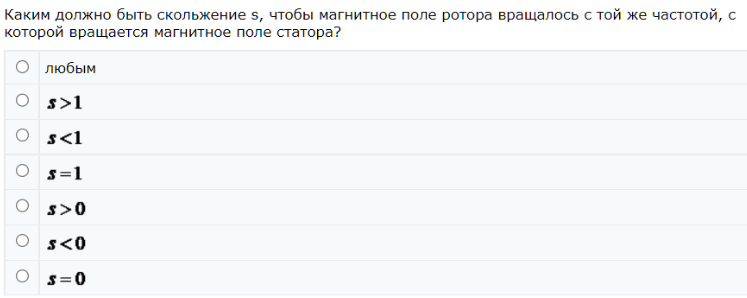 Каким должно быть скольжение s, чтобы магнитное поле ротора вращалось с той же частотой, с
которой вращается магнитное поле статора?
любым
s>1
s<1
s=1
s>0
s<0
s=0